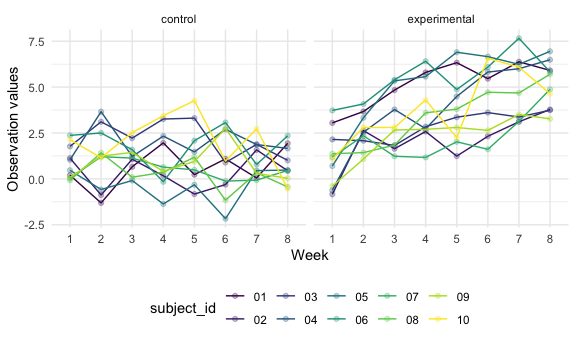 control experimental
Observation values
7.5
5.0
2.5
0.0
-2.5
1 2 3 4 5 6 7 8 1 2 3 4 5 6 7 8
Week
subject_id
01 03 05 07 09
02 04 06 08 10